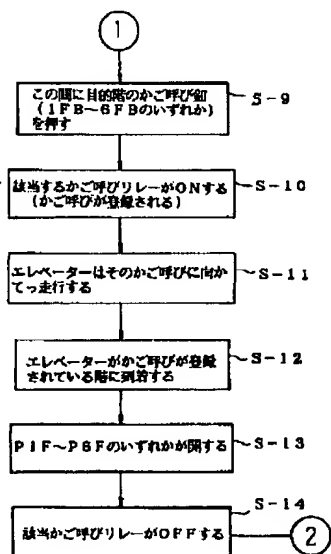 1
この間に目的階のかご呼び釦
(1FB～6FBのいずれか)
を押す
S-9
該当するかご呼びリレーがONする
(かご呼びが登録される)
S-10
エレベーターはそのかご呼びに向か
てっ走行する
S-11
エレベーターがかご呼びが登録
されている階に到着する
S-12
P1F～P6Fのいずれかが開する
S-13
該当かご呼びリレーがOFFする
S-14
2